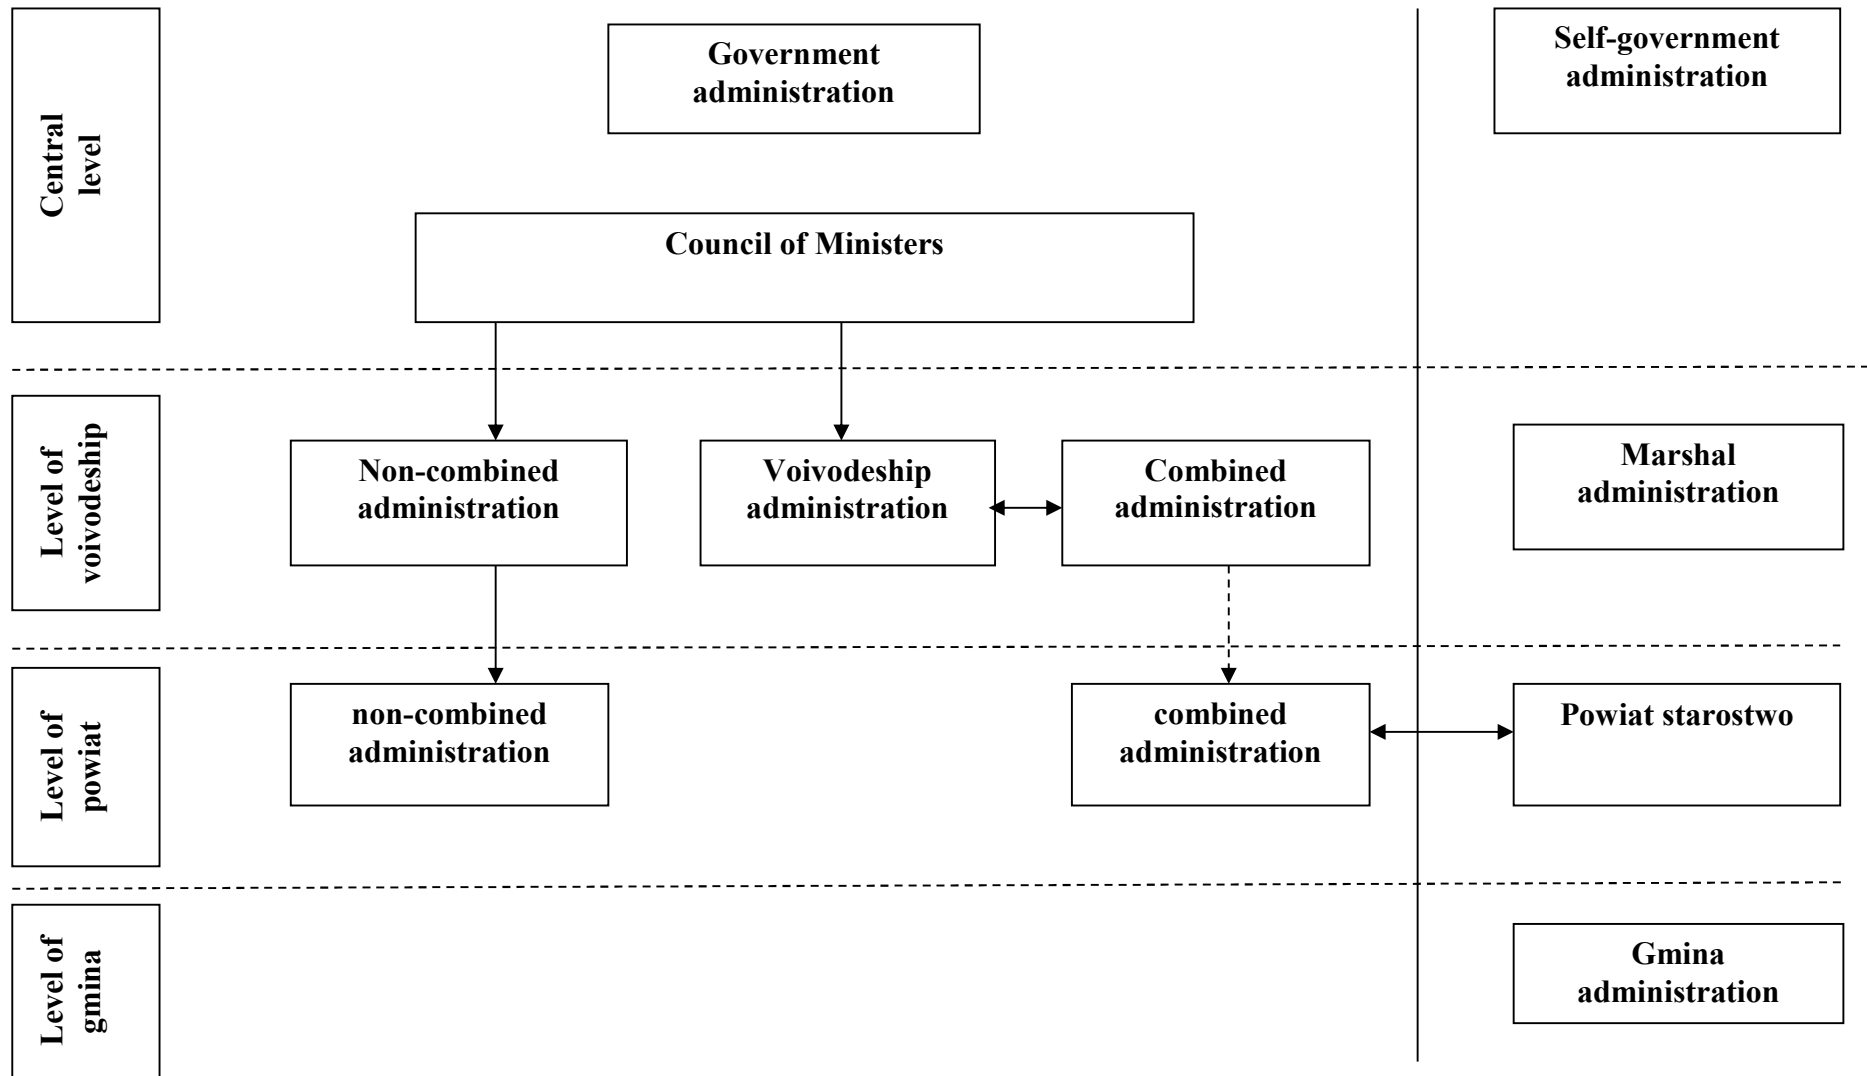 Central
level
Government
administration
Self-government
administration
Council of Ministers
Level of
voivodeship
Non-combined
administration
Voivodeship
administration
Combined
administration
Marshal
administration
Level of
powiat
non-combined
administration
combined
administration
Powiat starostwo
Level of
gmina
Gmina
administration